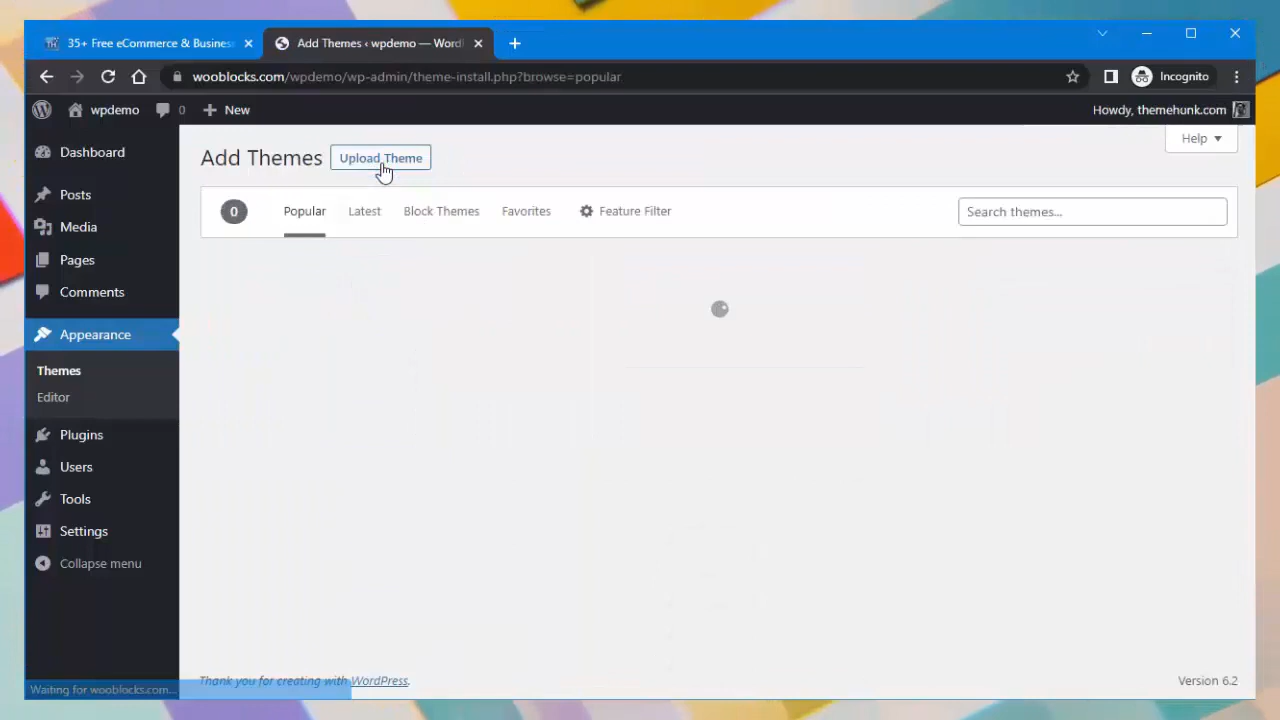 35+ Free eCommerce & Busines
Add Themes ‹ wpdemo — Word
wooblocks.com/wpdemo/wp-admin/theme-install.php?browse=popular
Incognito
wpdemo
0
New
Howdy, themehunk.com
Dashboard
Posts
Media
Pages
Comments
Appearance
Themes
Editor
Plugins
Users
Tools
Settings
Collapse menu
Add Themes
Upload Theme
Help
0
Popular
Latest
Block Themes
Favorites
Feature Filter
Search themes...
Thank you for creating with WordPress.
Version 6.2
Waiting for wooblocks.com...